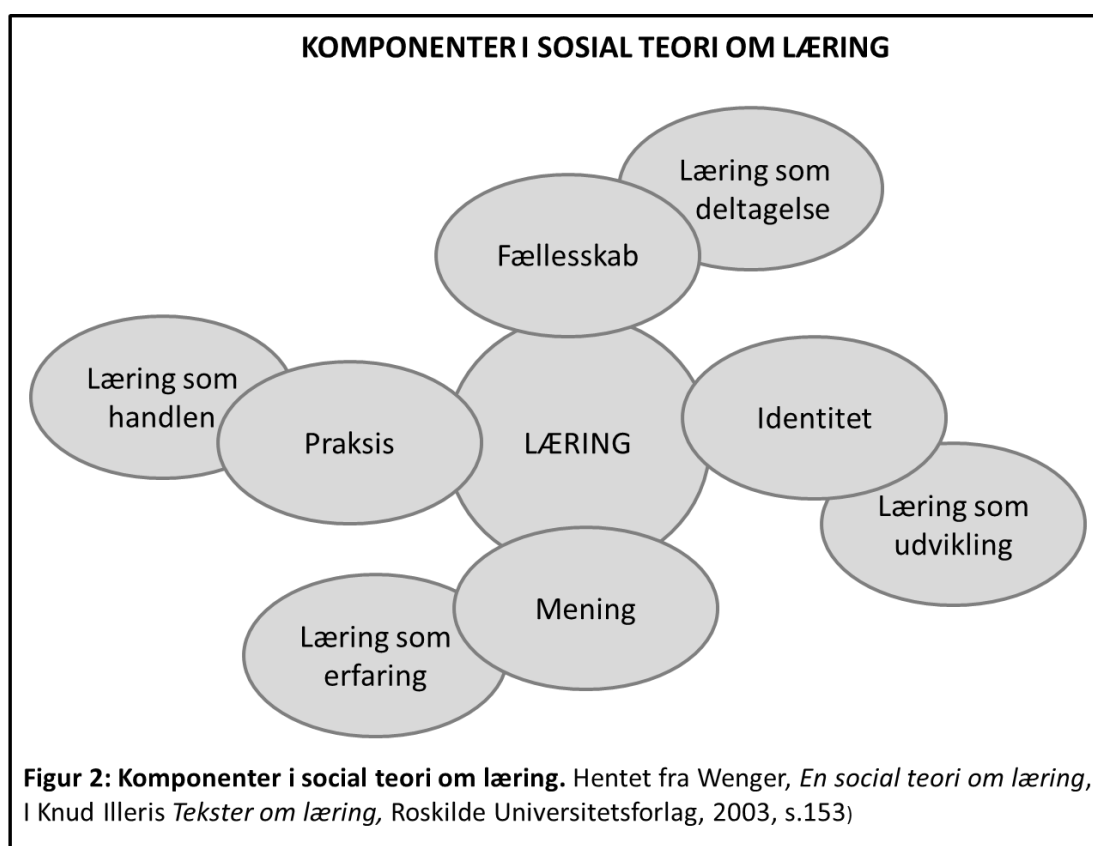 KOMPONENTER I SOSIAL TEORI OM LÆRING
Læring som
deltagelse
Fællesskab
Læring som
handlen
Praksis
LÆRING
Identitet
Læring som
udvikling
Mening
Læring som
erfaring
Figur 2: Komponenter i social teori om læring. Hentet fra Wenger, En social teori om læring,
I Knud Illeris Tekster om læring, Roskilde Universitetsforlag, 2003, s.153)